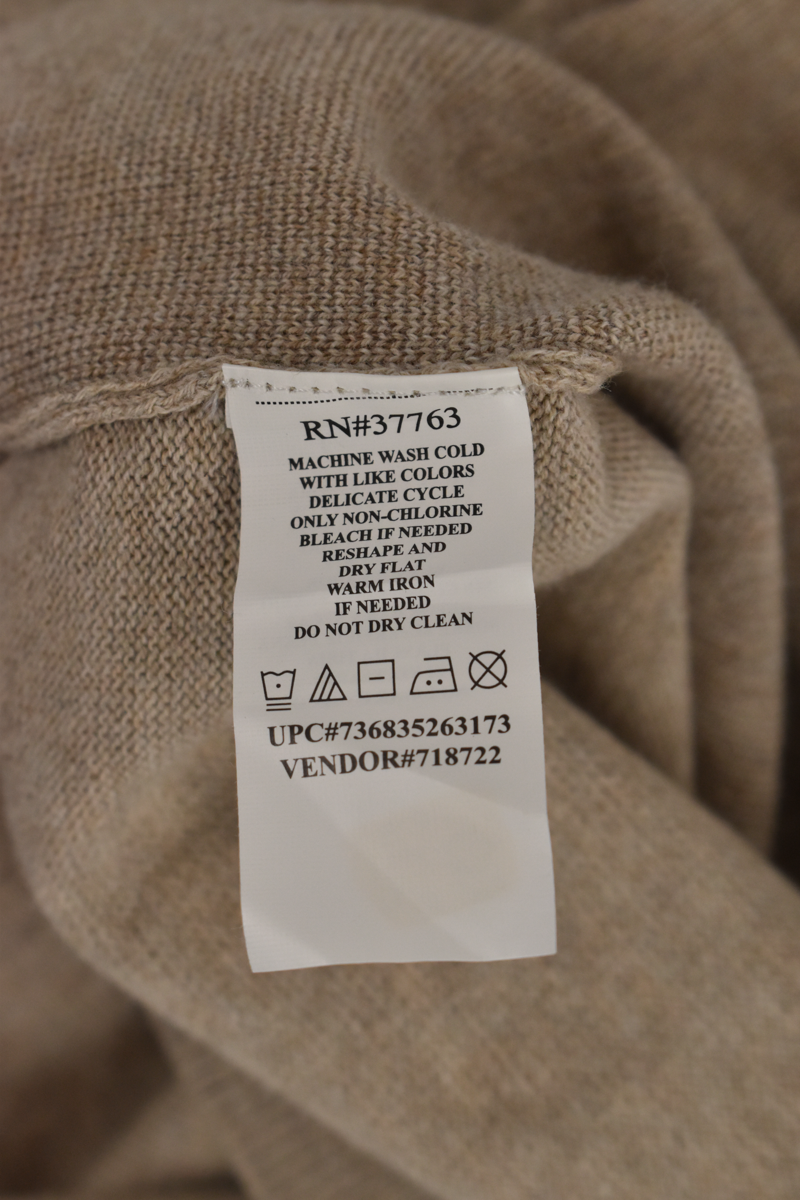 RN#37763
MACHINE WASH COLD
WITH LIKE COLORS
DELICATE CYCLE
ONLY NON-CHLORINE
BLEACH IF NEEDED
RESHAPE AND
DRY FLAT
WARM IRON
IF NEEDED
DO NOT DRY CLEAN
UPC#736835263173
VENDOR#718722